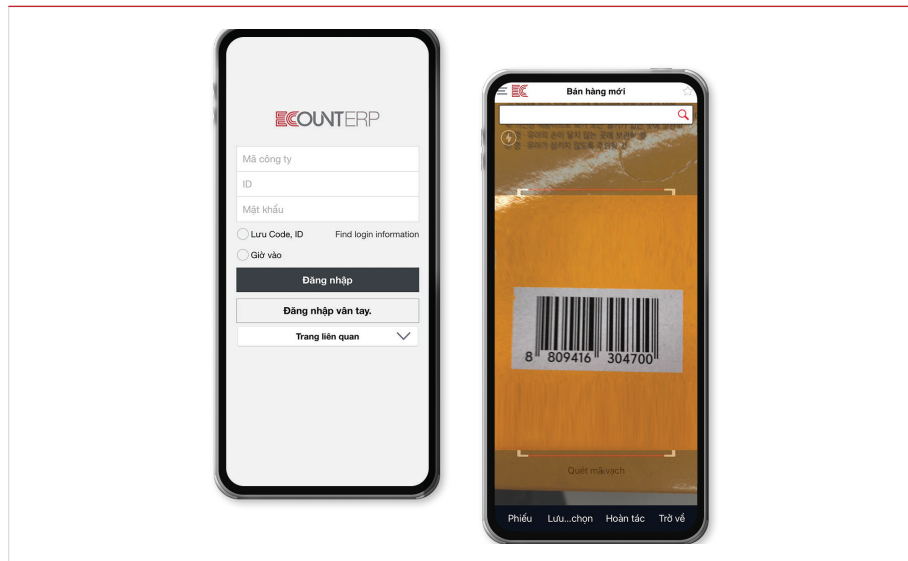 ECOUNTERP
Mã công ty
ID
Mật khẩu
Lưu Code, ID Find login information
Giờ vào
Đăng nhập
Đăng nhập vân tay.
Trang liên quan
EC Bán hàng mới
8 809416 304700
Quét mã vạch
Phiếu Lưu...chọn Hoàn tác Trở về